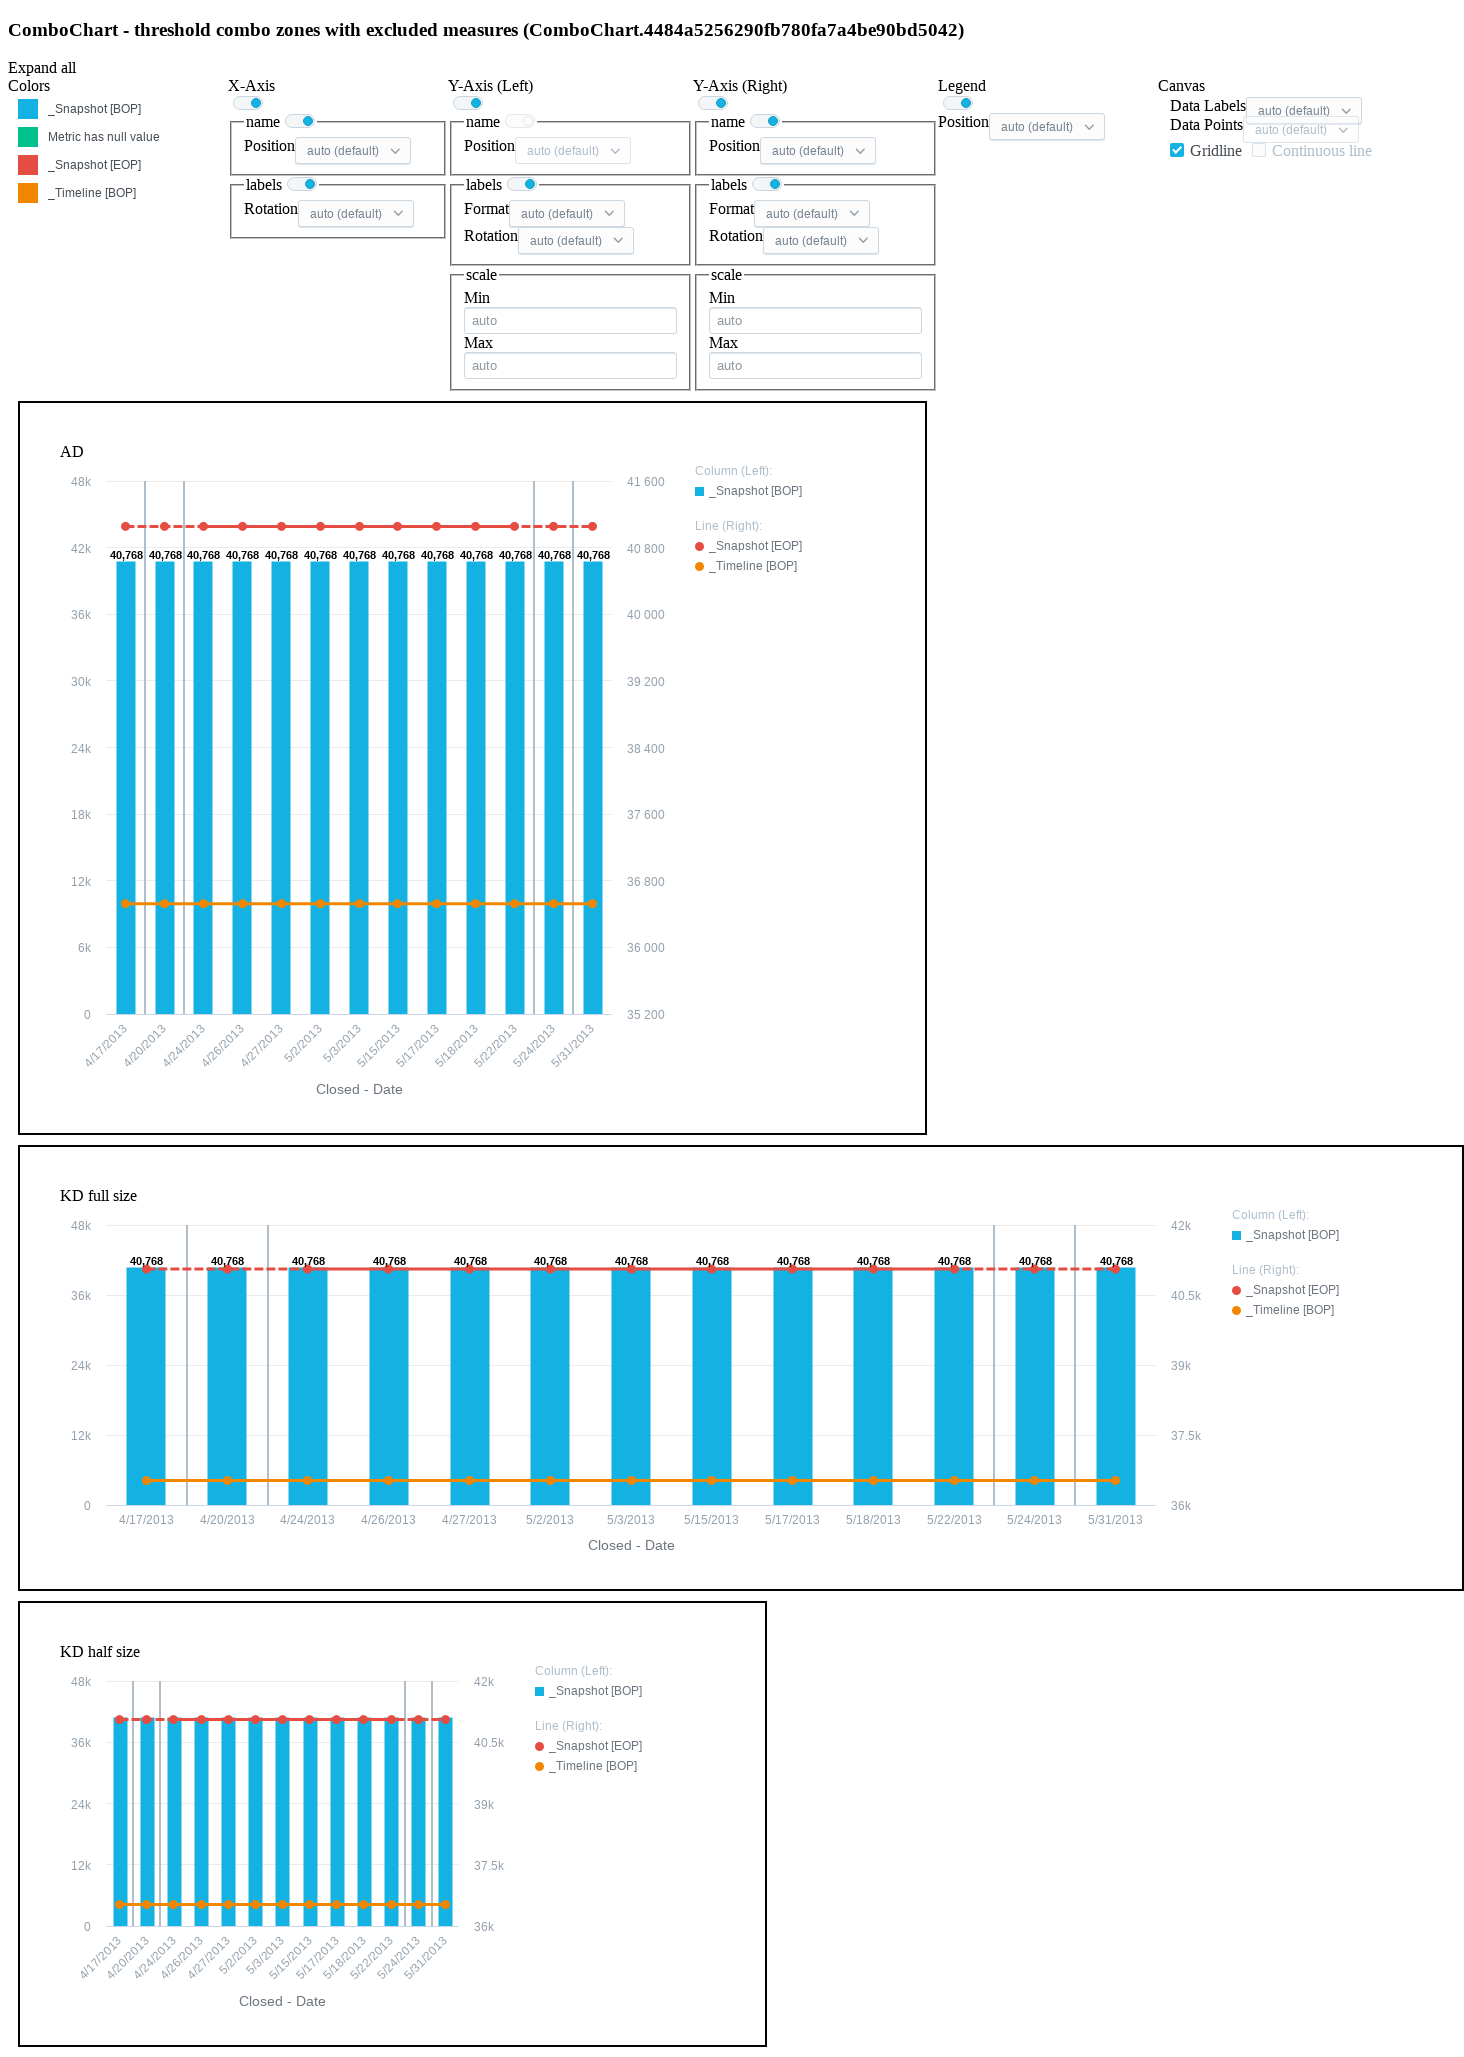 ComboChart - threshold combo zones with excluded measures (ComboChart.4484a5256290fb780fa7a4be90bd5042)
Expand all
Colors
_Snapshot [BOP]
Metric has null value
_Snapshot [EOP]
_Timeline [BOP]
X-Axis
name
Position auto (default)
labels
Rotation auto (default)
Y-Axis (Left)
name
Position auto (default)
labels
Format auto (default)
Rotation auto (default)
scale
Min
auto
Max
auto
Y-Axis (Right)
name
Position auto (default)
labels
Format auto (default)
Rotation auto (default)
scale
Min
auto
Max
auto
Legend
Position auto (default)
Canvas
Data Labels auto (default)
Data Points auto (default)
Gridline Continuous line
AD
48k
42k
36k
30k
24k
18k
12k
6k
0
40,768 40,768 40,768 40,768 40,768 40,768 40,768 40,768 40,768 40,768 40,768 40,768 40,768
41 600
40 800
40 000
39 200
38 400
37 600
36 800
36 000
35 200
4/17/2013 4/20/2013 4/24/2013 4/26/2013 4/27/2013 5/2/2013 5/3/2013 5/15/2013 5/17/2013 5/18/2013 5/22/2013 5/24/2013 5/31/2013
Closed - Date
Column (Left):
_Snapshot [BOP]
Line (Right):
_Snapshot [EOP]
_Timeline [BOP]
KD full size
48k
36k
24k
12k
0
40,768 40,768 40,768 40,768 40,768 40,768 40,768 40,768 40,768 40,768 40,768 40,768 40,768
42k
40.5k
39k
37.5k
36k
4/17/2013 4/20/2013 4/24/2013 4/26/2013 4/27/2013 5/2/2013 5/3/2013 5/15/2013 5/17/2013 5/18/2013 5/22/2013 5/24/2013 5/31/2013
Closed - Date
Column (Left):
_Snapshot [BOP]
Line (Right):
_Snapshot [EOP]
_Timeline [BOP]
KD half size
48k
36k
24k
12k
0
42k
40.5k
39k
37.5k
36k
4/17/2013 4/20/2013 4/24/2013 4/26/2013 4/27/2013 5/2/2013 5/3/2013 5/15/2013 5/17/2013 5/18/2013 5/22/2013 5/24/2013 5/31/2013
Closed - Date
Column (Left):
_Snapshot [BOP]
Line (Right):
_Snapshot [EOP]
_Timeline [BOP]